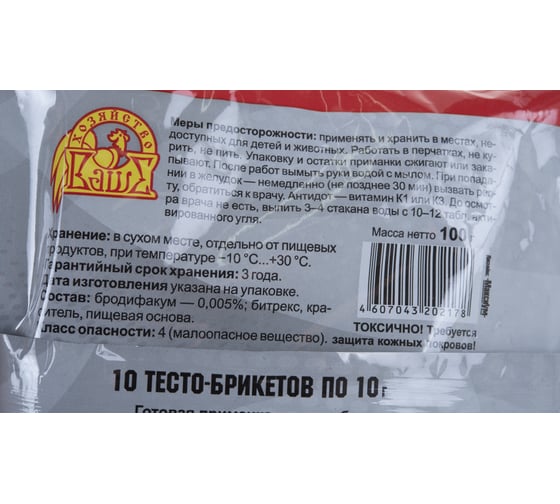 ХОЗЯЙСТВО
ВАШЕ
Меры предосторожности: применять и хранить в местах, не-
доступных для детей и животных. Работать в перчатках, не ку-
рить, не пить. Упаковку и остатки приманки сжигают или зака-
пывают. После работ вымыть руки водой с мылом. При попада-
нии в желудок — немедленно (не позднее 30 мин) вызвать рво-
ту, обратиться к врачу. Антидот — витамин К1 или К3. До осмот-
ра врача не есть, выпить 3–4 стакана воды с 10–12 табл. акти-
вированного угля.
Масса нетто 100 г
Хранение: в сухом месте, отдельно от пищевых
продуктов, при температуре –10 °С...+30 °С.
Гарантийный срок хранения: 3 года.
Дата изготовления указана на упаковке.
Состав: бродифакум — 0,005%; битрекс, кра-
ситель, пищевая основа.
Класс опасности: 4 (малоопасное вещество).
4 607043 202178
ТОКСИЧНО! Требуется
защита кожных покровов!
10 ТЕСТО-БРИКЕТОВ ПО 10 г
Готовая